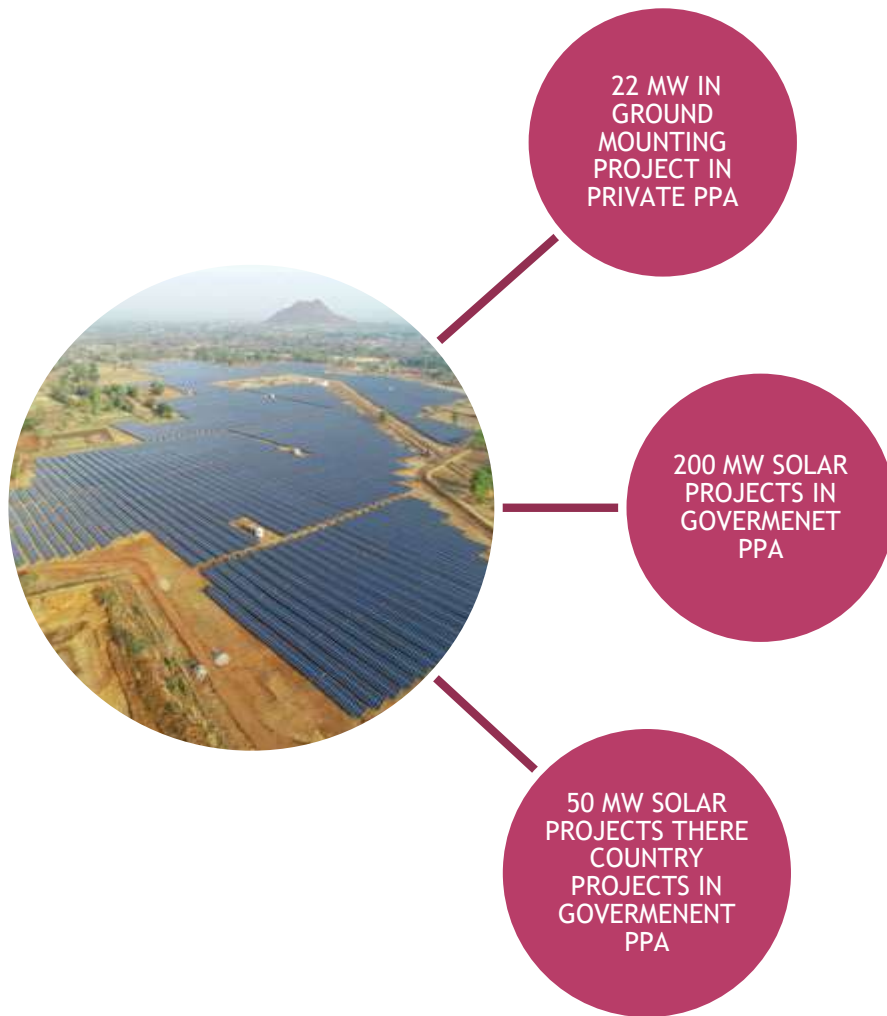 22 MW IN
GROUND
MOUNTING
PROJECT IN
PRIVATE PPA
200 MW SOLAR
PROJECTS IN
GOVERMENET
PPA
50 MW SOLAR
PROJECTS THERE
COUNTRY
PROJECTS IN
GOVERMENENT
PPA